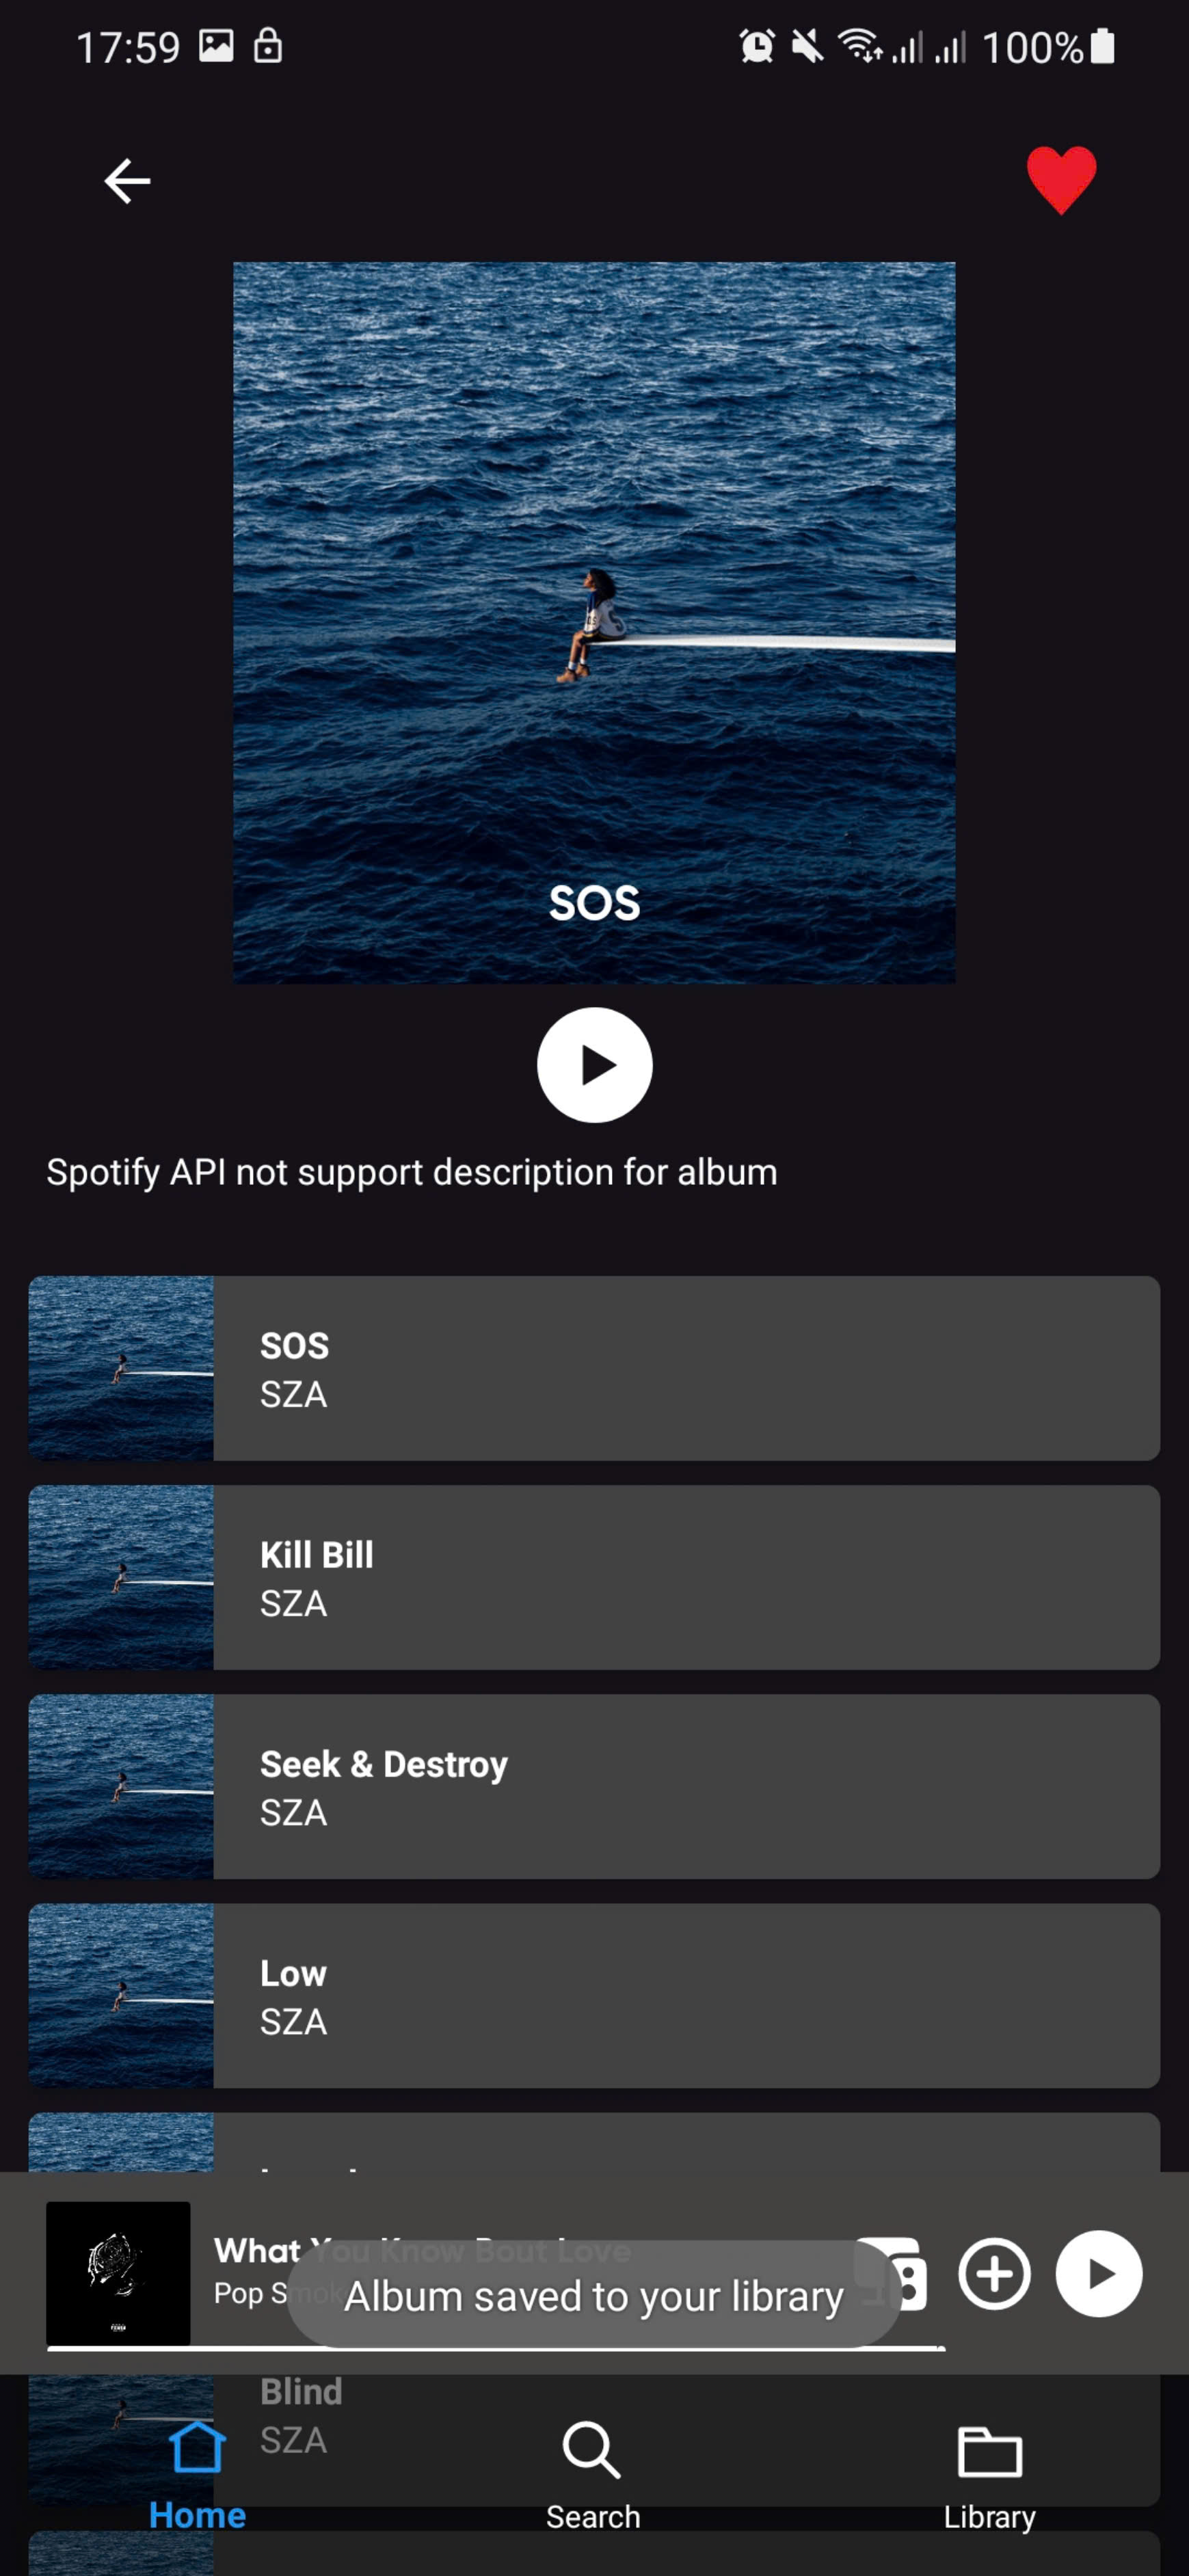 17:59
100%
SOS
Spotify API not support description for album
SOS
SZA
Kill Bill
SZA
Seek & Destroy
SZA
Low
SZA
What You Know Bout Love
Pop Smok
Album saved to your library
Blind
SZA
Home
Search
Library